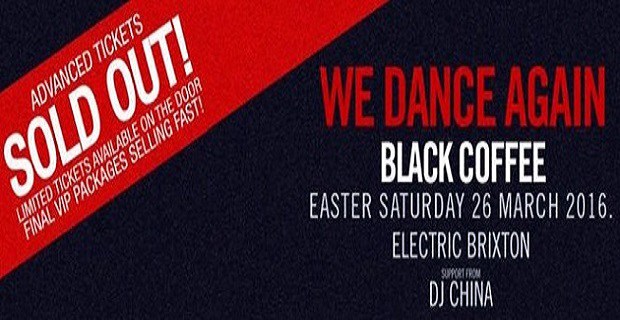 ADVANCED TICKETS
SOLD OUT!
LIMITED TICKETS AVAILABLE ON THE DOOR
FINAL VIP PACKAGES SELLING FAST!
WE DANCE AGAIN
BLACK COFFEE
EASTER SATURDAY 26 MARCH 2016.
ELECTRIC BRIXTON
SUPPORT FROM
DJ CHINA